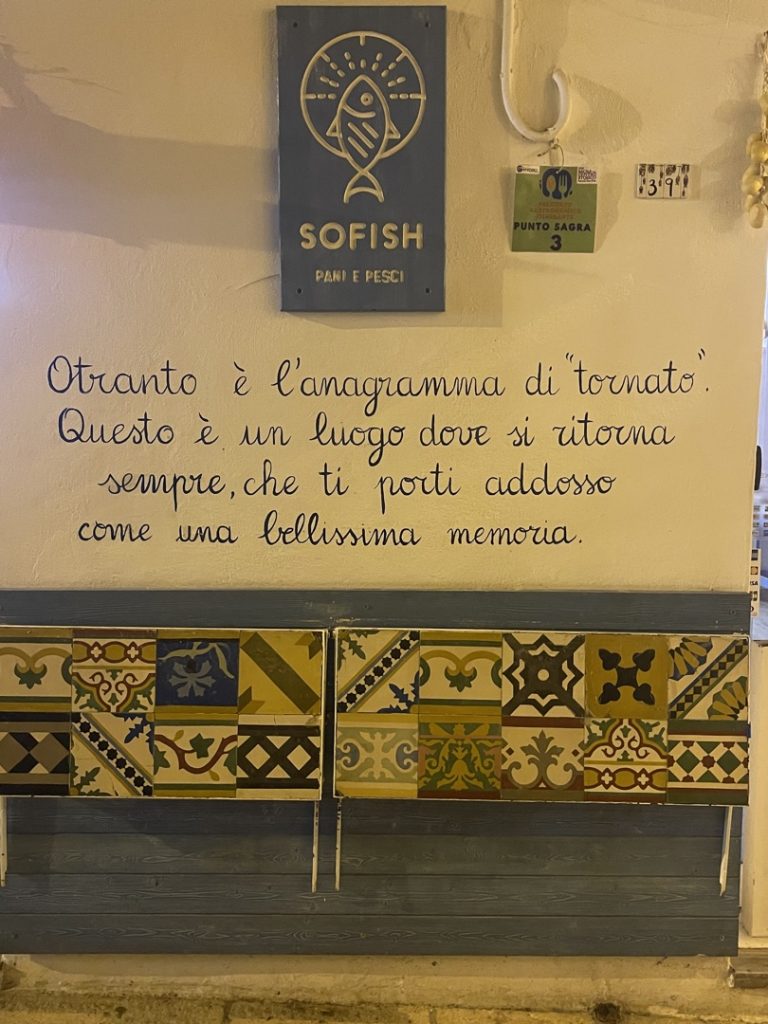 SOFISH
PANI E PESCI
PUNTO SAGRA
3
39
Otranto è l'anagramma di "tornato".
Questo è un luogo dove si ritorna
sempre, che ti porti addosso
come una bellissima memoria.